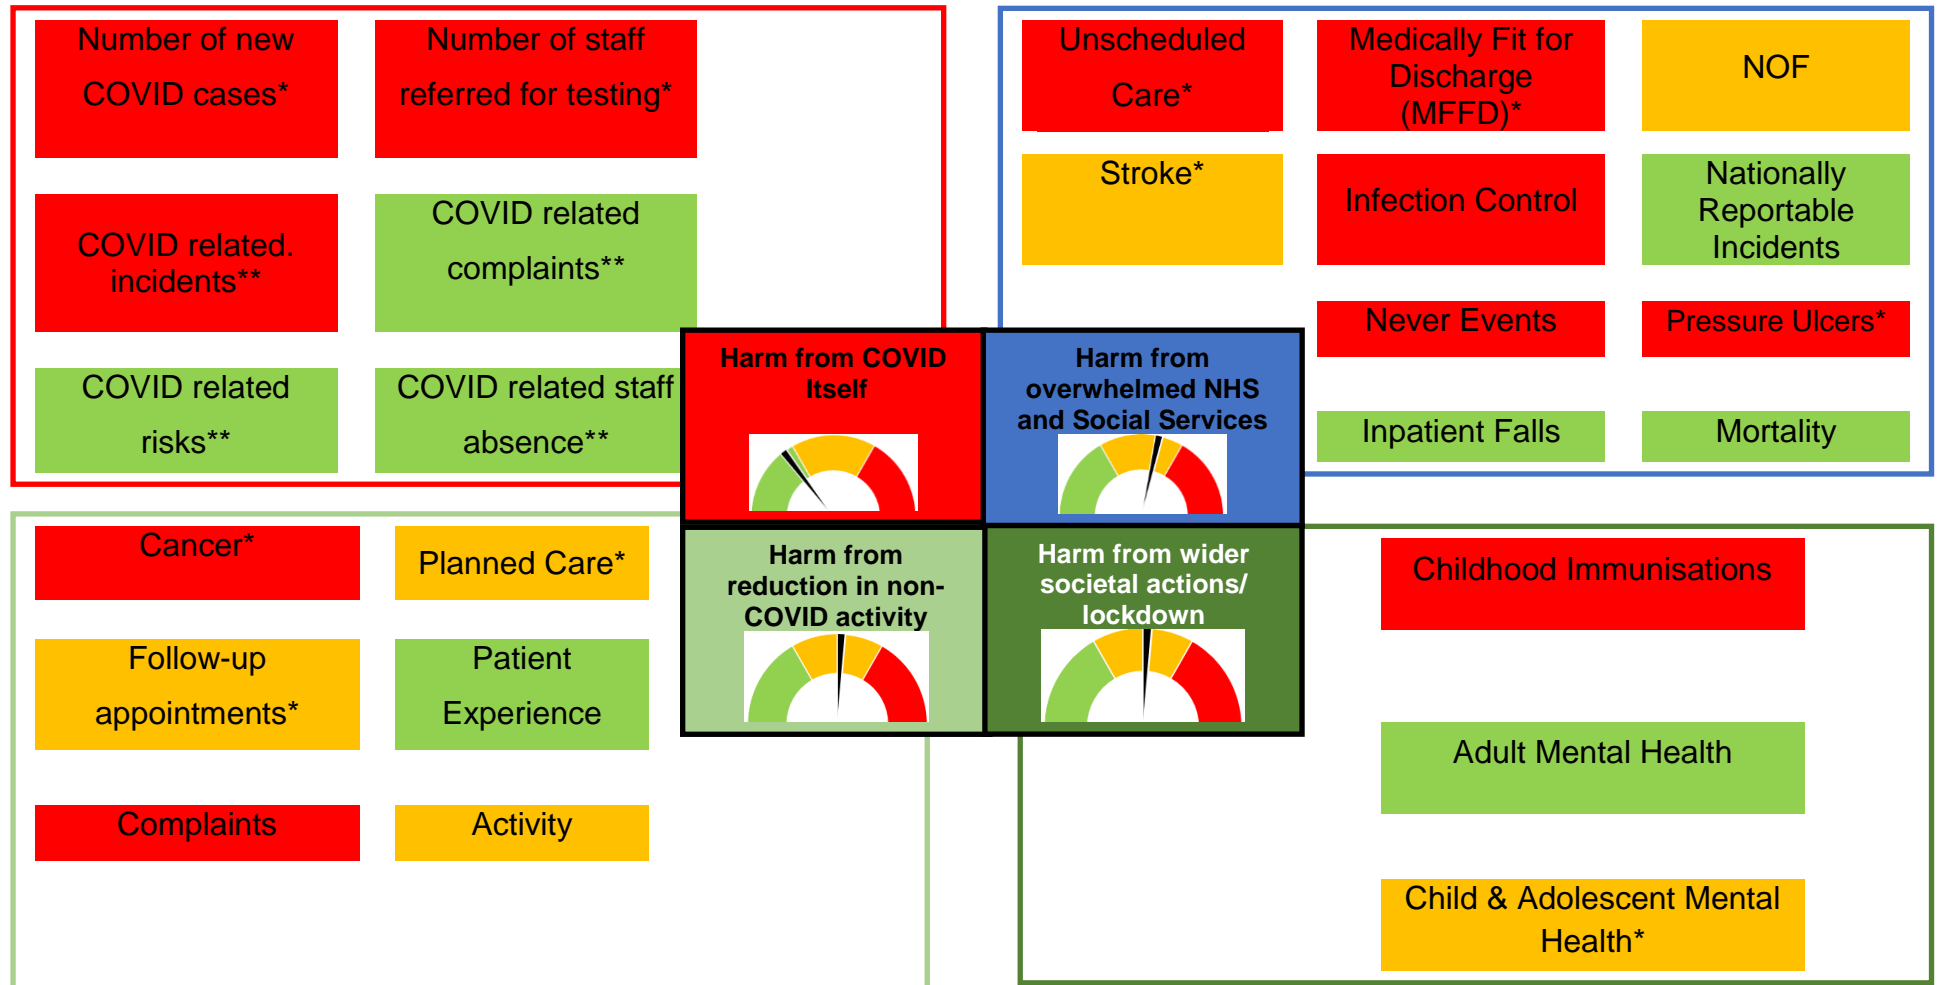 Number of new
COVID cases*
Number of staff
referred for testing*
COVID related.
incidents**
COVID related
complaints**
COVID related
risks**
COVID related staff
absence**
Unscheduled
Care*
Medically Fit for
Discharge
(MFFD)*
NOF
Stroke*
Infection Control
Nationally
Reportable
Incidents
Never Events
Pressure Ulcers*
Inpatient Falls
Mortality
Harm from COVID
Itself
Harm from
overwhelmed NHS
and Social Services
Harm from
reduction in non-
COVID activity
Harm from wider
societal actions/
lockdown
Cancer*
Planned Care*
Follow-up
appointments*
Patient
Experience
Complaints
Activity
Childhood Immunisations
Adult Mental Health
Child & Adolescent Mental
Health*